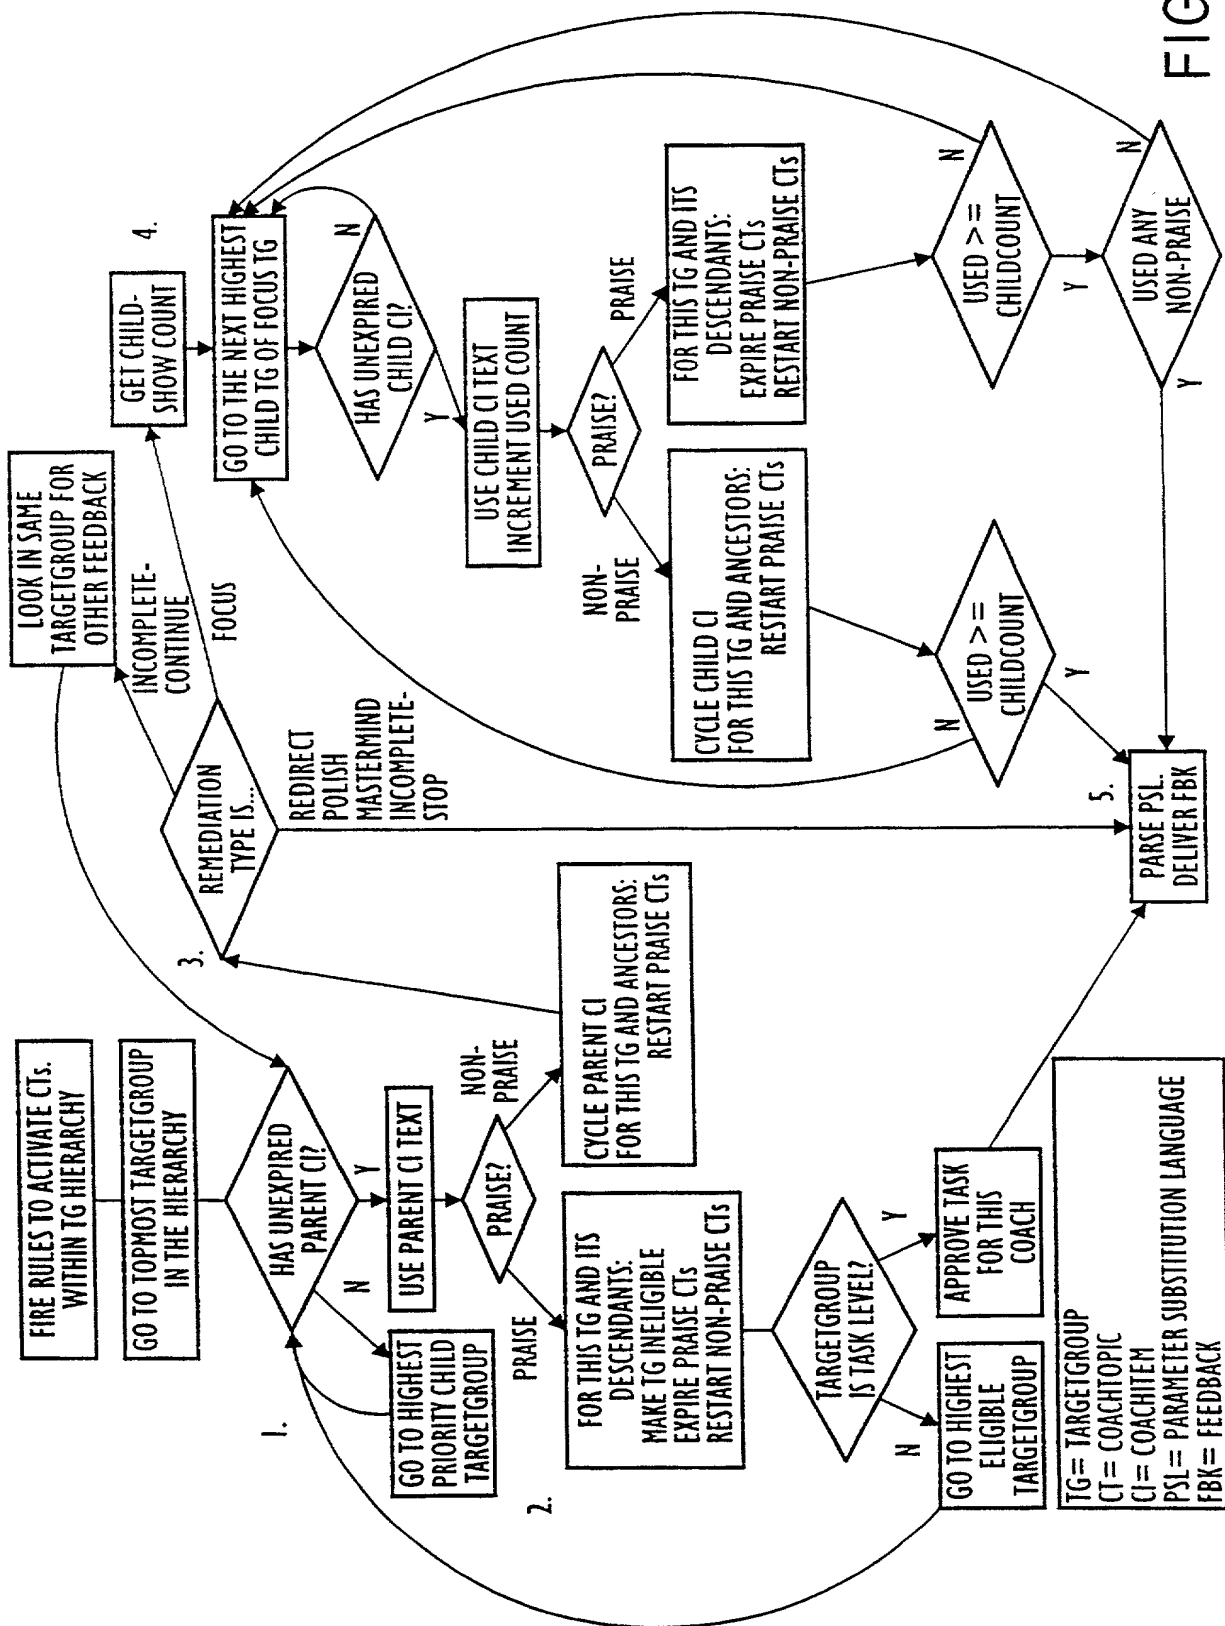 FIRE RULES TO ACTIVATE CTs.
WITHIN TG HIERARCHY
GO TO TOPMOST TARGETGROUP
IN THE HIERARCHY
1.
HAS UNEXPIRED
PARENT CI?
N
Y
GO TO HIGHEST
PRIORITY CHILD
TARGETGROUP
USE PARENT CI TEXT
PRAISE?
PRAISE
NON-
PRAISE
2.
FOR THIS TG AND ITS
DESCENDANTS:
MAKE TG INELIGIBLE
EXPIRE PRAISE CTs
RESTART NON-PRAISE CTs
CYCLE PARENT CI
FOR THIS TG AND ANCESTORS:
RESTART PRAISE CTs
TARGETGROUP
IS TASK LEVEL?
N
Y
GO TO HIGHEST
ELIGIBLE
TARGETGROUP
APPROVE TASK
FOR THIS
COACH
TG= TARGETGROUP
CT= COACHTOPIC
CI= COACHITEM
PSL= PARAMETER SUBSTITUTION LANGUAGE
FBK= FEEDBACK
3.
REMEDIATION
TYPE IS...
LOOK IN SAME
TARGETGROUP FOR
OTHER FEEDBACK
INCOMPLETE-
CONTINUE
FOCUS
REDIRECT
POLISH
MASTERMIND
INCOMPLETE-
STOP
4.
GET CHILD-
SHOW COUNT
GO TO THE NEXT HIGHEST
CHILD TG OF FOCUS TG
HAS UNEXPIRED
CHILD CI?
N
Y
USE CHILD CI TEXT
INCREMENT USED COUNT
PRAISE?
NON-
PRAISE
PRAISE
CYCLE CHILD CI
FOR THIS TG AND ANCESTORS:
RESTART PRAISE CTs
FOR THIS TG AND ITS
DESCENDANTS:
EXPIRE PRAISE CTs
RESTART NON-PRAISE CTs
USED >=
CHILDCOUNT
N
Y
USED >=
CHILDCOUNT
N
Y
USED ANY
NON-PRAISE
N
Y
5.
PARSE PSL.
DELIVER FBK
FIG